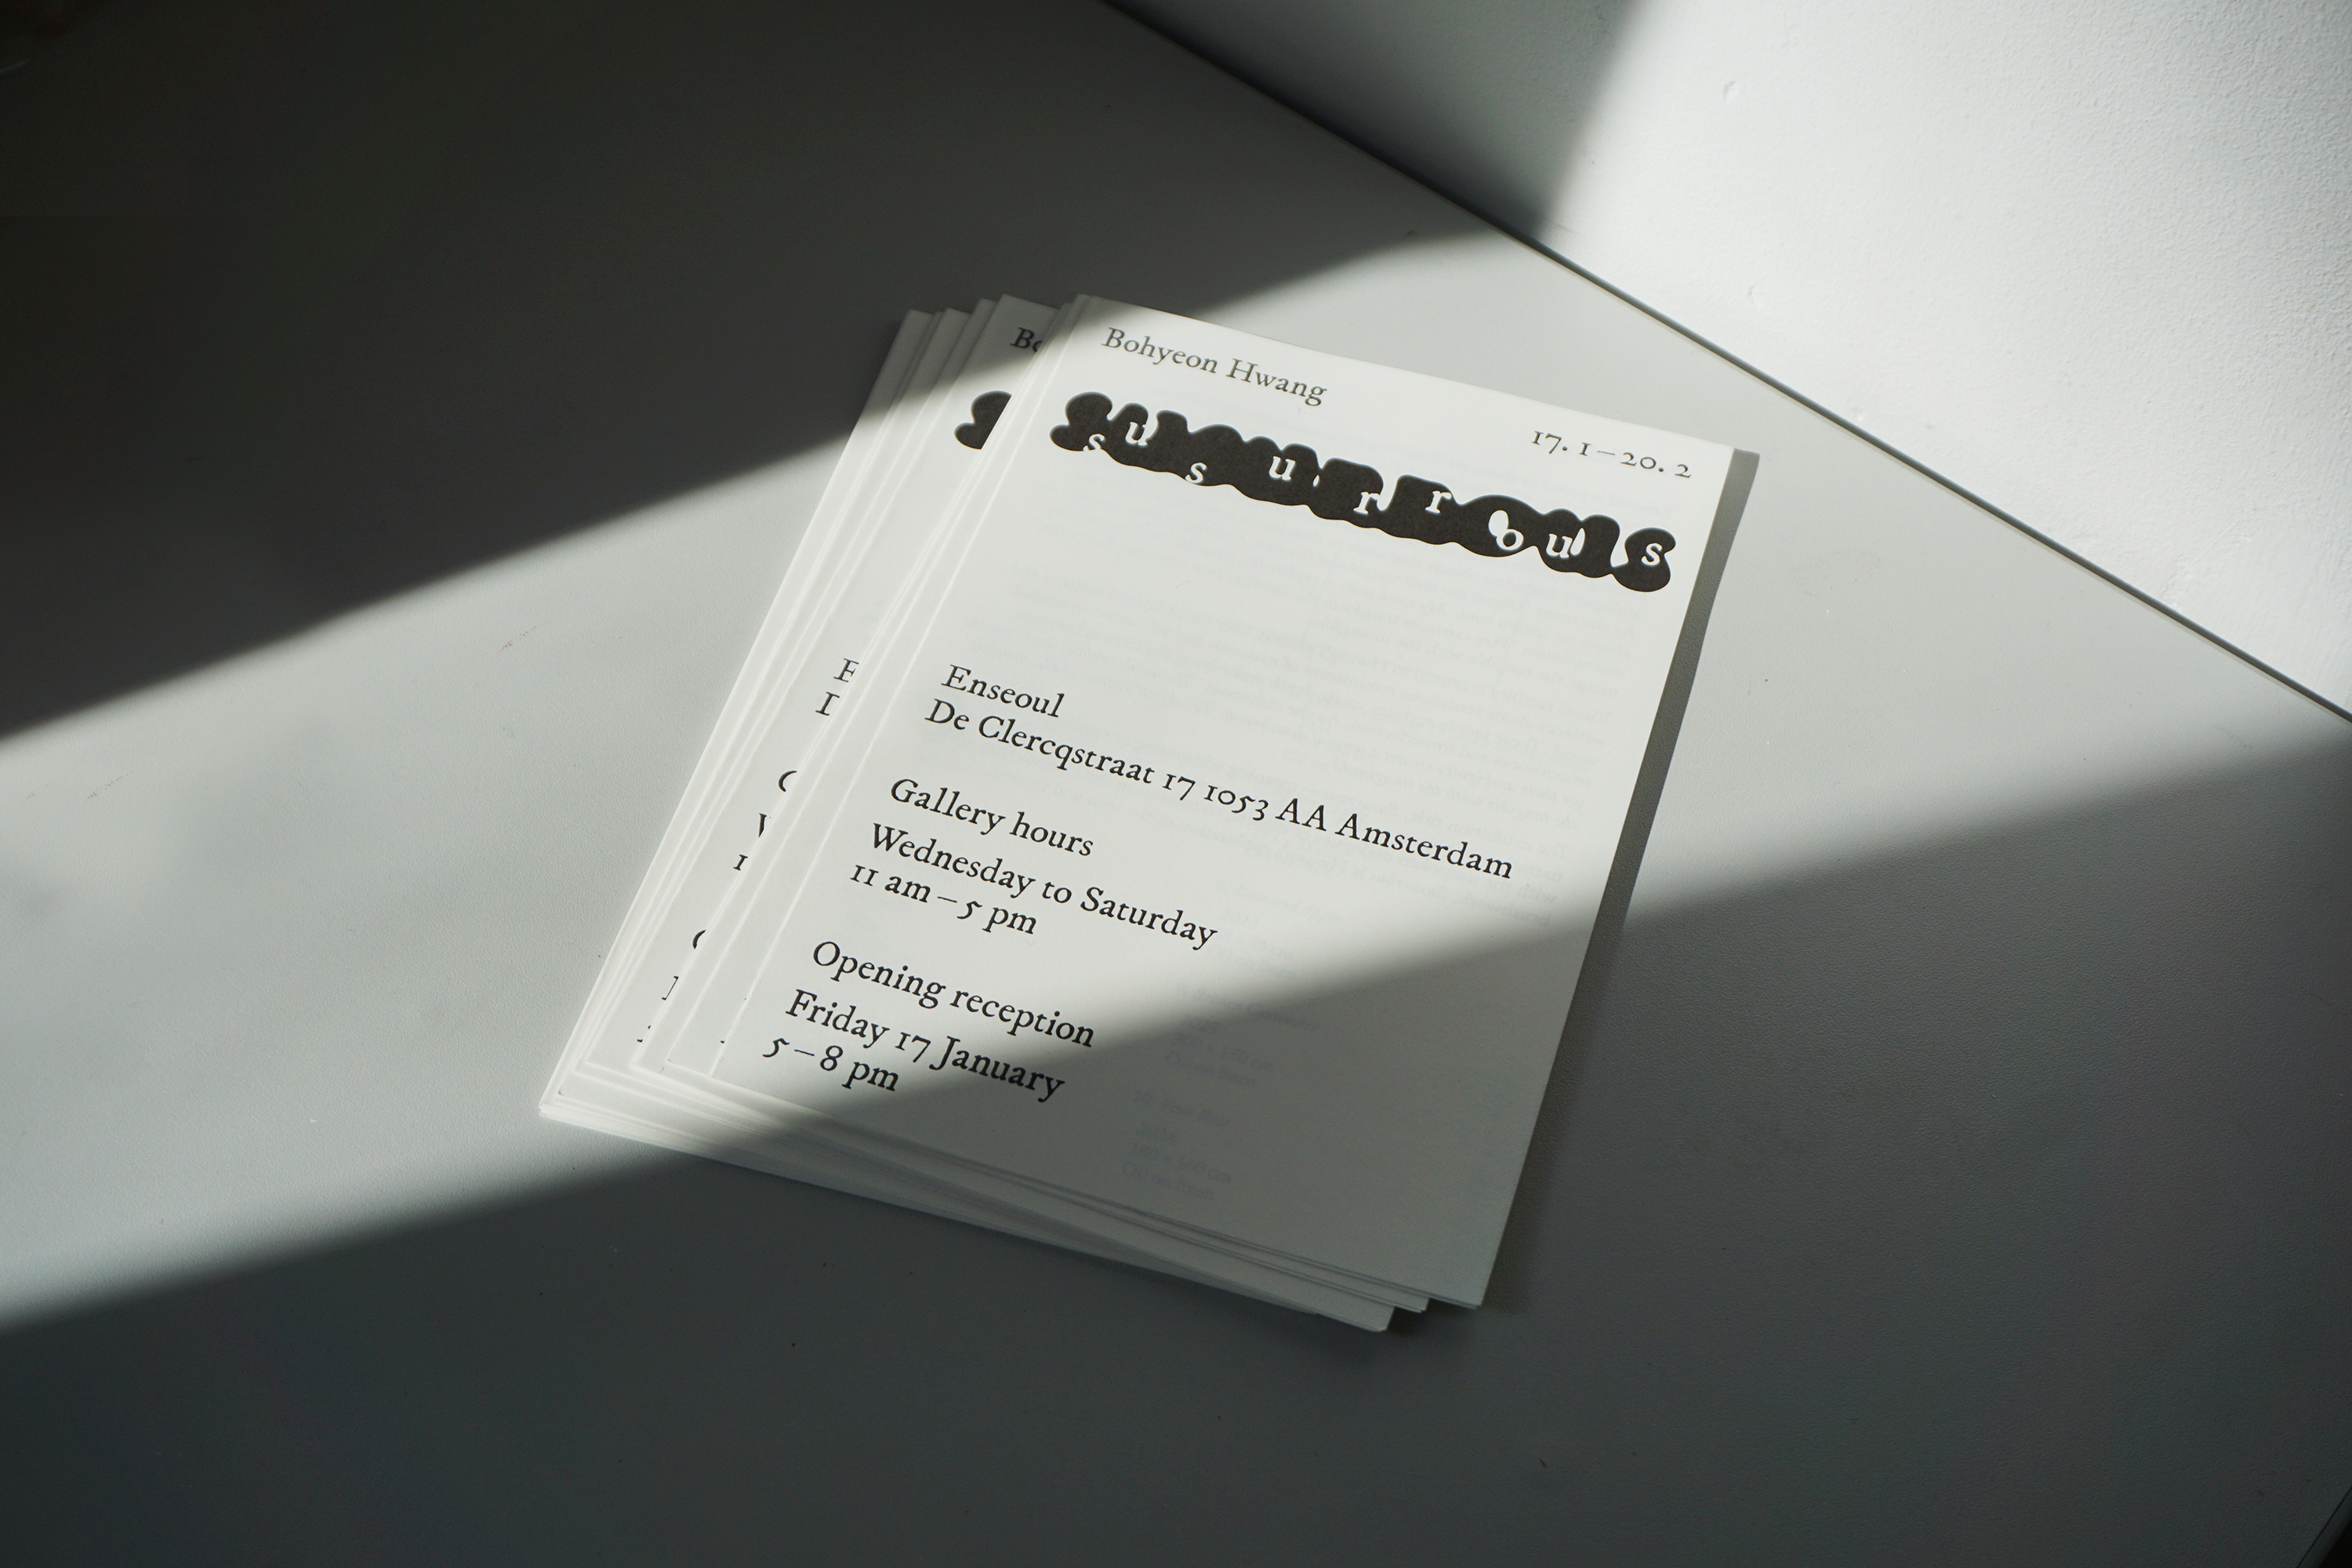 Bohyeon Hwang
17. 1 – 20. 2
susurrous
Enseoul
De Clercqstraat 17 1053 AA Amsterdam
Gallery hours
Wednesday to Saturday
11 am – 5 pm
Opening reception
Friday 17 January
5 – 8 pm